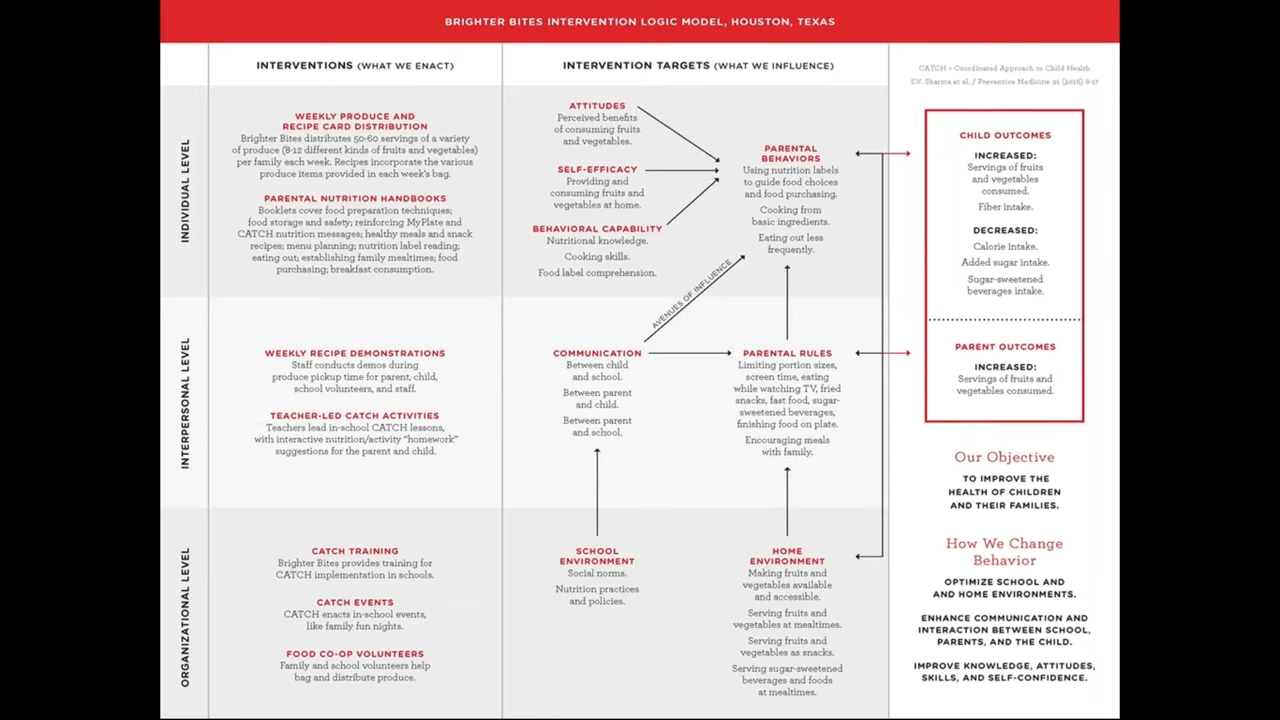 BRIGHTER BITES INTERVENTION LOGIC MODEL, HOUSTON, TEXAS
INTERVENTIONS (WHAT WE ENACT)
INTERVENTION TARGETS (WHAT WE INFLUENCE)
CATCH = Coordinated Approach to Child Health
S.V. Sharma et al. / Preventive Medicine 91 (2016) 8-17
INDIVIDUAL LEVEL
WEEKLY PRODUCE AND
RECIPE CARD DISTRIBUTION
Brighter Bites distributes 50-60 servings of a variety
of produce (8-12 different kinds of fruits and vegetables)
per family each week. Recipes incorporate the various
produce items provided in each week's bag.
PARENTAL NUTRITION HANDBOOKS
Booklets cover food preparation techniques;
food storage and safety; reinforcing MyPlate and
CATCH nutrition messages; healthy meals and snack
recipes; menu planning; nutrition label reading;
eating out; establishing family mealtimes; food
purchasing; breakfast consumption.
ATTITUDES
Perceived benefits
of consuming fruits
and vegetables.
SELF-EFFICACY
Providing and
consuming fruits and
vegetables at home.
BEHAVIORAL CAPABILITY
Nutritional knowledge.
Cooking skills.
Food label comprehension.
AVENUES OF INFLUENCE
PARENTAL
BEHAVIORS
Using nutrition labels
to guide food choices
and food purchasing.
Cooking from
basic ingredients.
Eating out less
frequently.
INTERPERSONAL LEVEL
WEEKLY RECIPE DEMONSTRATIONS
Staff conducts demos during
produce pickup time for parent, child,
school volunteers, and staff.
TEACHER-LED CATCH ACTIVITIES
Teachers lead in-school CATCH lessons,
with interactive nutrition/activity "homework"
suggestions for the parent and child.
COMMUNICATION
Between child
and school.
Between parent
and child.
Between parent
and school.
PARENTAL RULES
Limiting portion sizes,
screen time, eating
while watching TV, fried
snacks, fast food, sugar-
sweetened beverages,
finishing food on plate.
Encouraging meals
with family.
ORGANIZATIONAL LEVEL
CATCH TRAINING
Brighter Bites provides training for
CATCH implementation in schools.
CATCH EVENTS
CATCH enacts in-school events,
like family fun nights.
FOOD CO-OP VOLUNTEERS
Family and school volunteers help
bag and distribute produce.
SCHOOL
ENVIRONMENT
Social norms.
Nutrition practices
and policies.
HOME
ENVIRONMENT
Making fruits and
vegetables available
and accessible.
Serving fruits and
vegetables at mealtimes.
Serving fruits and
vegetables as snacks.
Serving sugar-sweetened
beverages and foods
at mealtimes.
CHILD OUTCOMES
INCREASED:
Servings of fruits
and vegetables
consumed.
Fiber intake.
DECREASED:
Calorie intake.
Added sugar intake.
Sugar-sweetened
beverages intake.
PARENT OUTCOMES
INCREASED:
Servings of fruits and
vegetables consumed.
Our Objective
TO IMPROVE THE
HEALTH OF CHILDREN
AND THEIR FAMILIES.
How We Change
Behavior
OPTIMIZE SCHOOL AND
AND HOME ENVIRONMENTS.
ENHANCE COMMUNICATION AND
INTERACTION BETWEEN SCHOOL,
PARENTS, AND THE CHILD.
IMPROVE KNOWLEDGE, ATTITUDES,
SKILLS, AND SELF-CONFIDENCE.